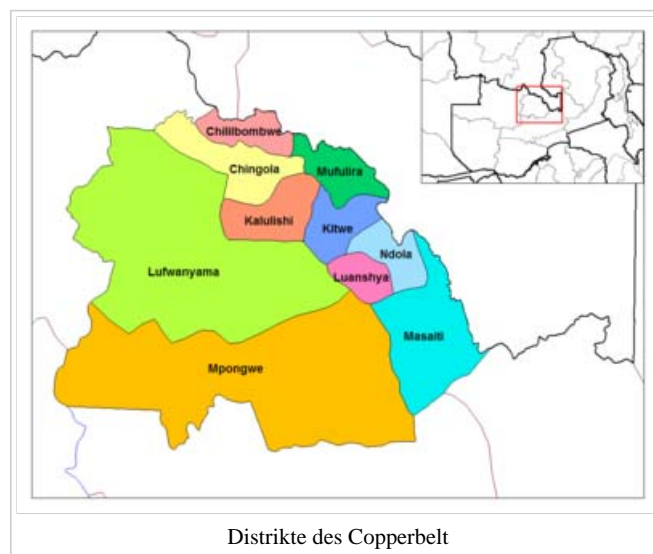 Chililbombwe
Chingola
Mufulira
Kalulishi
Kitwe
Ndola
Lufwanyama
Luanshya
Masaiti
Mpongwe
Distrikte des Copperbelt